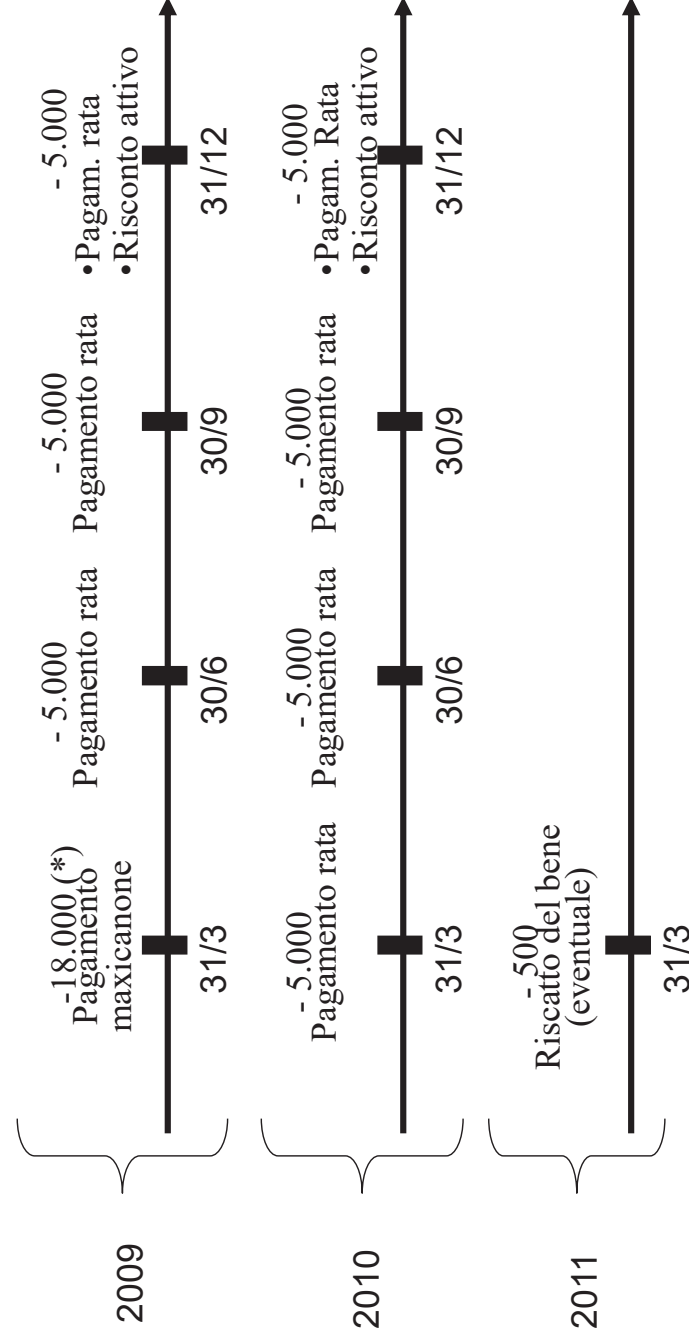 2009
-18.000 (*)
Pagamento
maxicanone
31/3
- 5.000
Pagamento rata
30/6
- 5.000
Pagamento rata
30/9
- 5.000
•Pagam. rata
•Risconto attivo
31/12
2010
- 5.000
Pagamento rata
31/3
- 5.000
Pagamento rata
30/6
- 5.000
Pagamento rata
30/9
- 5.000
•Pagam. Rata
•Risconto attivo
31/12
2011
- 500
Riscatto del bene
(eventuale)
31/3